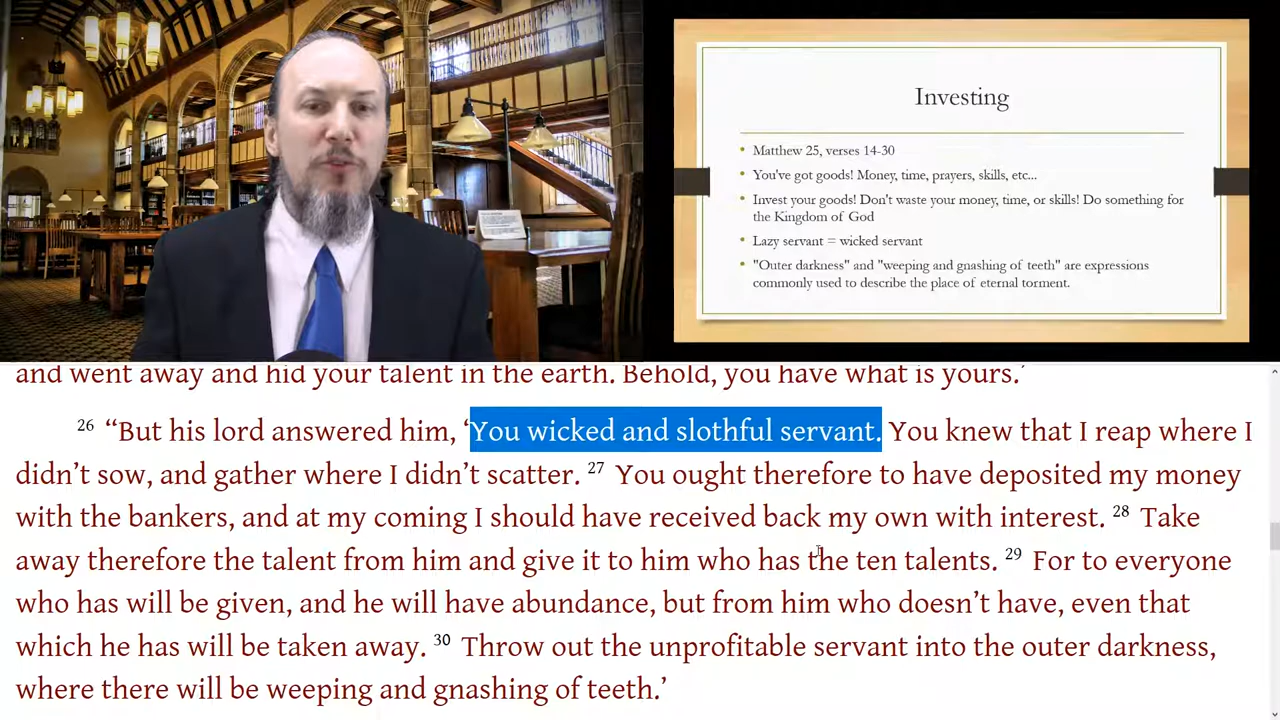 Investing
• Matthew 25, verses 14-30
• You've got goods! Money, time, prayers, skills, etc...
• Invest your goods! Don't waste your money, time, or skills! Do something for
the Kingdom of God
• Lazy servant = wicked servant
• "Outer darkness" and "weeping and gnashing of teeth" are expressions
commonly used to describe the place of eternal torment.
and went away and hid your talent in the earth. Behold, you have what is yours.’
26 “But his lord answered him, ‘You wicked and slothful servant. You knew that I reap where I
didn’t sow, and gather where I didn’t scatter. 27 You ought therefore to have deposited my money
with the bankers, and at my coming I should have received back my own with interest. 28 Take
away therefore the talent from him and give it to him who has the ten talents. 29 For to everyone
who has will be given, and he will have abundance, but from him who doesn’t have, even that
which he has will be taken away. 30 Throw out the unprofitable servant into the outer darkness,
where there will be weeping and gnashing of teeth.’